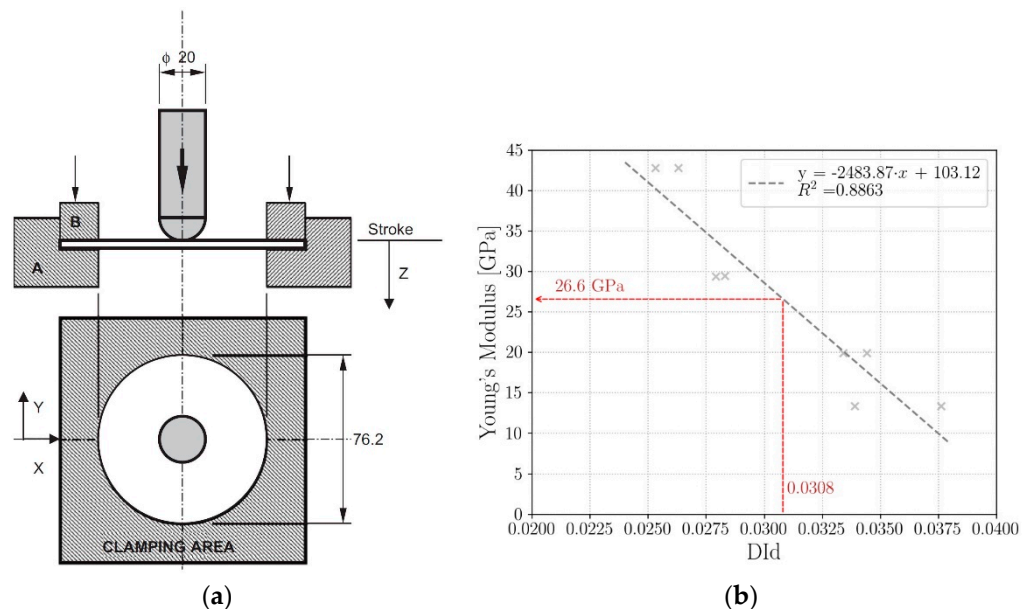 ϕ 20
B
A
Stroke
Z
Y
X
76.2
CLAMPING AREA
(a)
Young's Modulus [GPa]
45
40
35
30
25
20
15
10
5
0
y = -2483.87·x + 103.12
R² =0.8863
26.6 GPa
0.0308
0.0200 0.0225 0.0250 0.0275 0.0300 0.0325 0.0350 0.0375 0.0400
DId
(b)